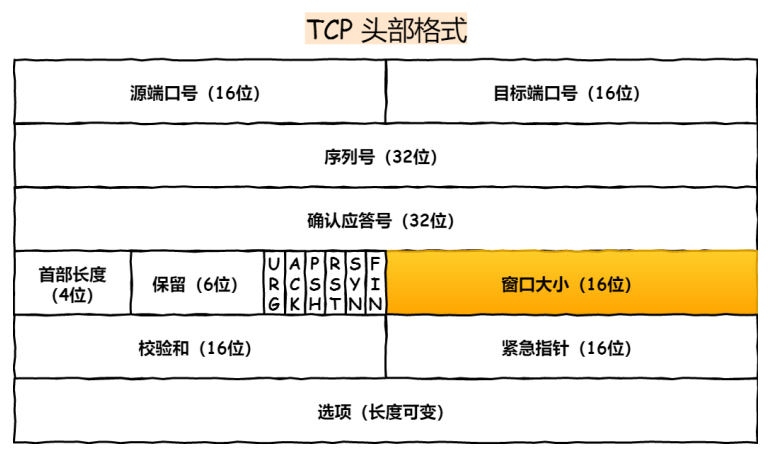 TCP 头部格式
源端口号（16位）
目标端口号（16位）
序列号（32位）
确认应答号（32位）
首部长度
（4位）
保留（6位）
URG
ACK
PSH
RST
SYN
FIN
窗口大小（16位）
校验和（16位）
紧急指针（16位）
选项（长度可变）